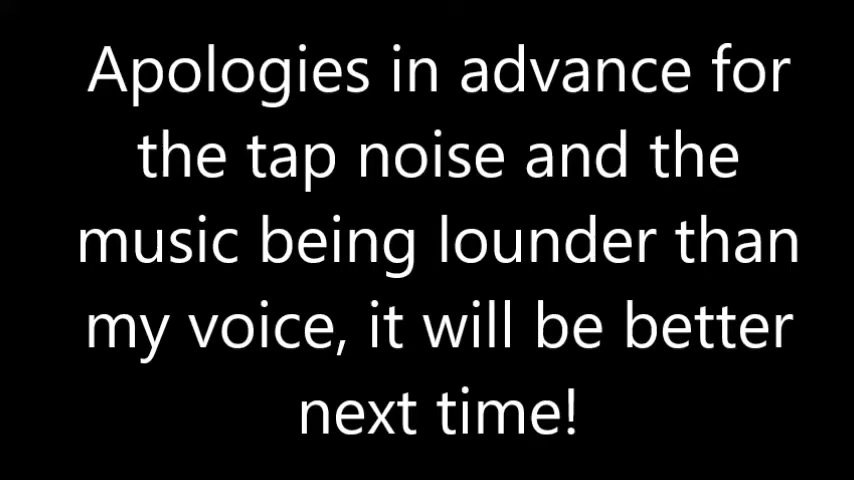 Apologies in advance for
the tap noise and the
music being lounder than
my voice, it will be better
next time!